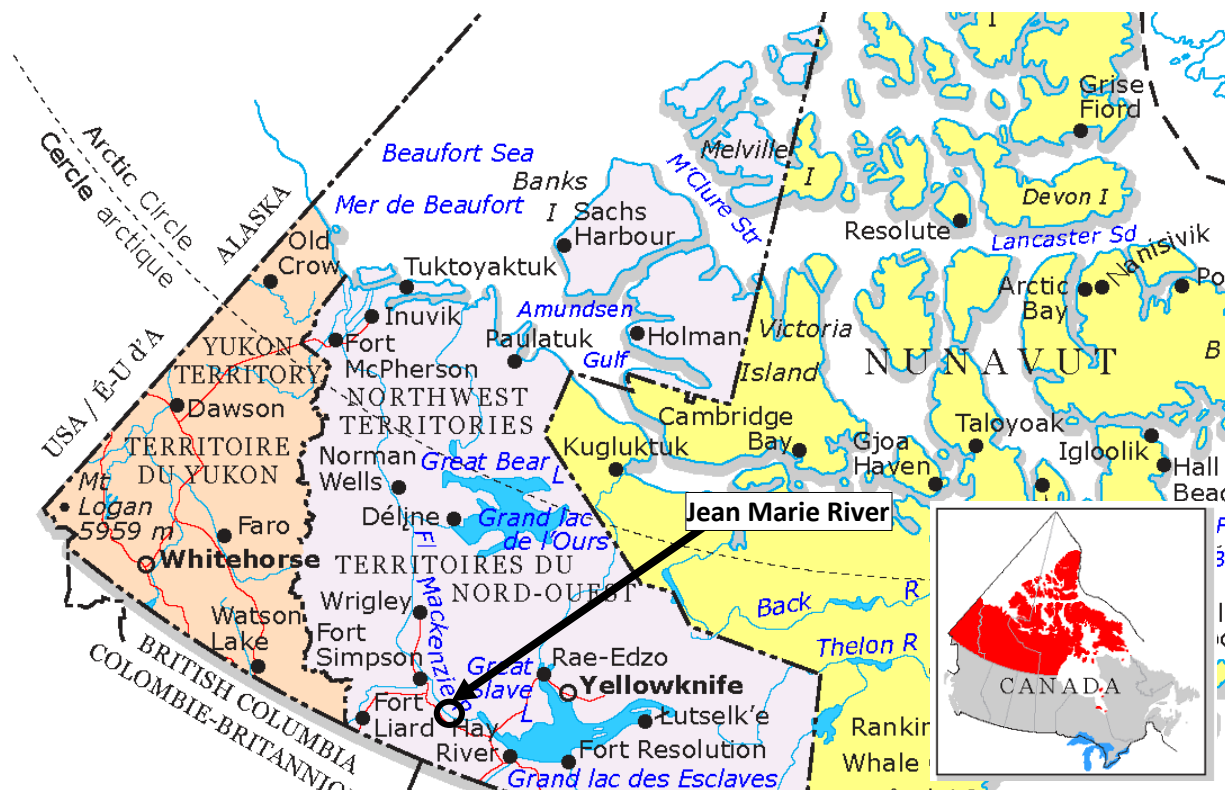 Grise
Fiord
Melville
I
I
Devon I
M'Clure Str
Resolute
Lancaster Sd
Nanisivik
Arctic
Bay
Po
Beaufort Sea
Mer de Beaufort
Banks
I
Sachs
Harbour
Arctic Circle
Cercle arctique
ALASKA
USA / É-U d'A
Old
Crow
Tuktoyaktuk
Inuvik
Fort
McPherson
Paulatuk
Amundsen
Gulf
Holman
Victoria
Island
NUNAVUT
B
YUKON
TERRITORY
Dawson
TERRITOIRE
DU YUKON
NORTHWEST
TERRITORIES
Cambridge
Bay
Kugluktuk
Gjoa
Haven
Taloyoak
Igloolik
Hall
Beac
Norman
Wells
Great Bear
L
Déline
Grand lac
de l'Ours
Mt
Logan
5959 m
Faro
Whitehorse
Jean Marie River
TERRITOIRES DU
NORD-OUEST
Fl
Mackenzie R
Wrigley
Fort
Simpson
Watson
Lake
Back R
Thelon R
Great
Slave
L
Rae-Edzo
Yellowknife
Lutselk'e
Fort
Liard
Hay
River
Fort Resolution
Grand lac des Esclaves
Rankin
Whale C
BRITISH COLUMBIA
COLOMBIE-BRITANNIQ
CANADA